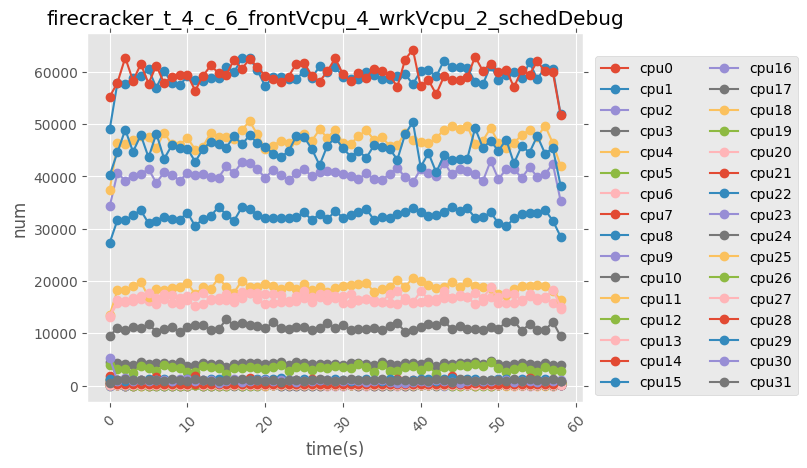 firecracker_t_4_c_6_frontVcpu_4_wrkVcpu_2_schedDebug
60000
50000
40000
30000
20000
10000
0
num
0
10
20
30
40
50
60
time(s)
cpu0
cpu1
cpu2
cpu3
cpu4
cpu5
cpu6
cpu7
cpu8
cpu9
cpu10
cpu11
cpu12
cpu13
cpu14
cpu15
cpu16
cpu17
cpu18
cpu19
cpu20
cpu21
cpu22
cpu23
cpu24
cpu25
cpu26
cpu27
cpu28
cpu29
cpu30
cpu31